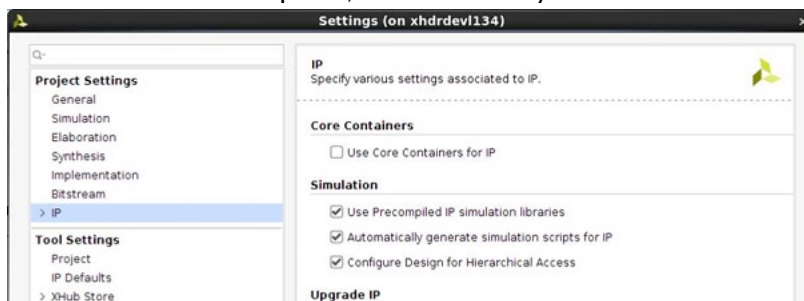 Settings (on xhdrdevl134)
Q-
Project Settings
General
Simulation
Elaboration
Synthesis
Implementation
Bitstream
> IP
Tool Settings
Project
IP Defaults
> XHub Store
IP
Specify various settings associated to IP.
Core Containers
Use Core Containers for IP
Simulation
Use Precompiled IP simulation libraries
Automatically generate simulation scripts for IP
Configure Design for Hierarchical Access
Upgrade IP